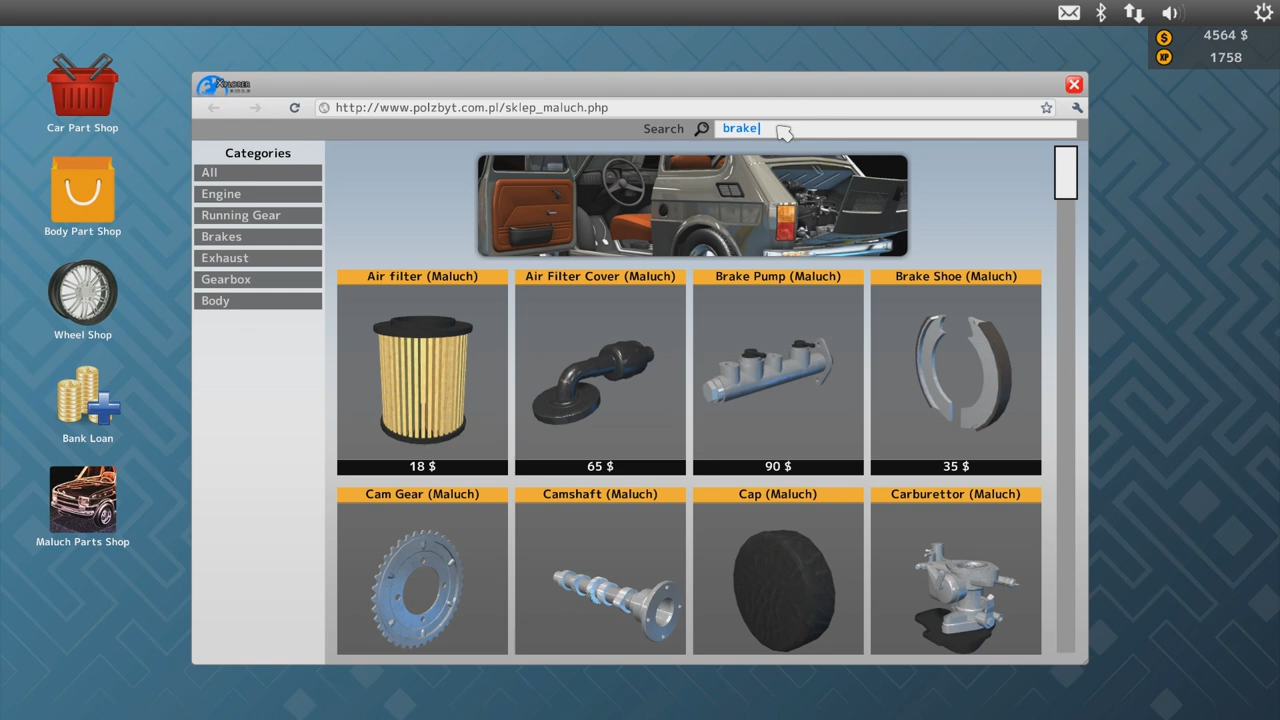 4564 $
1758
Car Part Shop
Body Part Shop
Wheel Shop
Bank Loan
Maluch Parts Shop
XPLORER
http://www.polzbyt.com.pl/sklep_maluch.php
Search brake
Categories
All
Engine
Running Gear
Brakes
Exhaust
Gearbox
Body
Air filter (Maluch)
18 $
Air Filter Cover (Maluch)
65 $
Brake Pump (Maluch)
90 $
Brake Shoe (Maluch)
35 $
Cam Gear (Maluch)
Camshaft (Maluch)
Cap (Maluch)
Carburettor (Maluch)